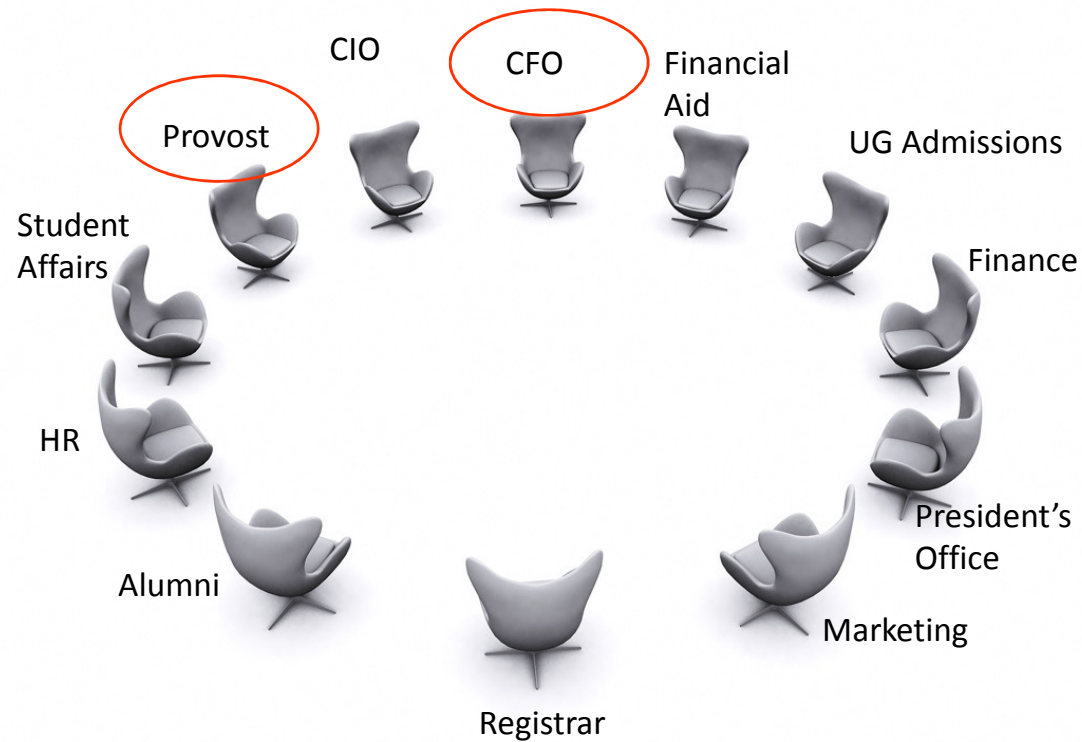 CIO
CFO
Financial
Aid
Provost
UG Admissions
Student
Affairs
Finance
HR
President’s
Office
Alumni
Marketing
Registrar